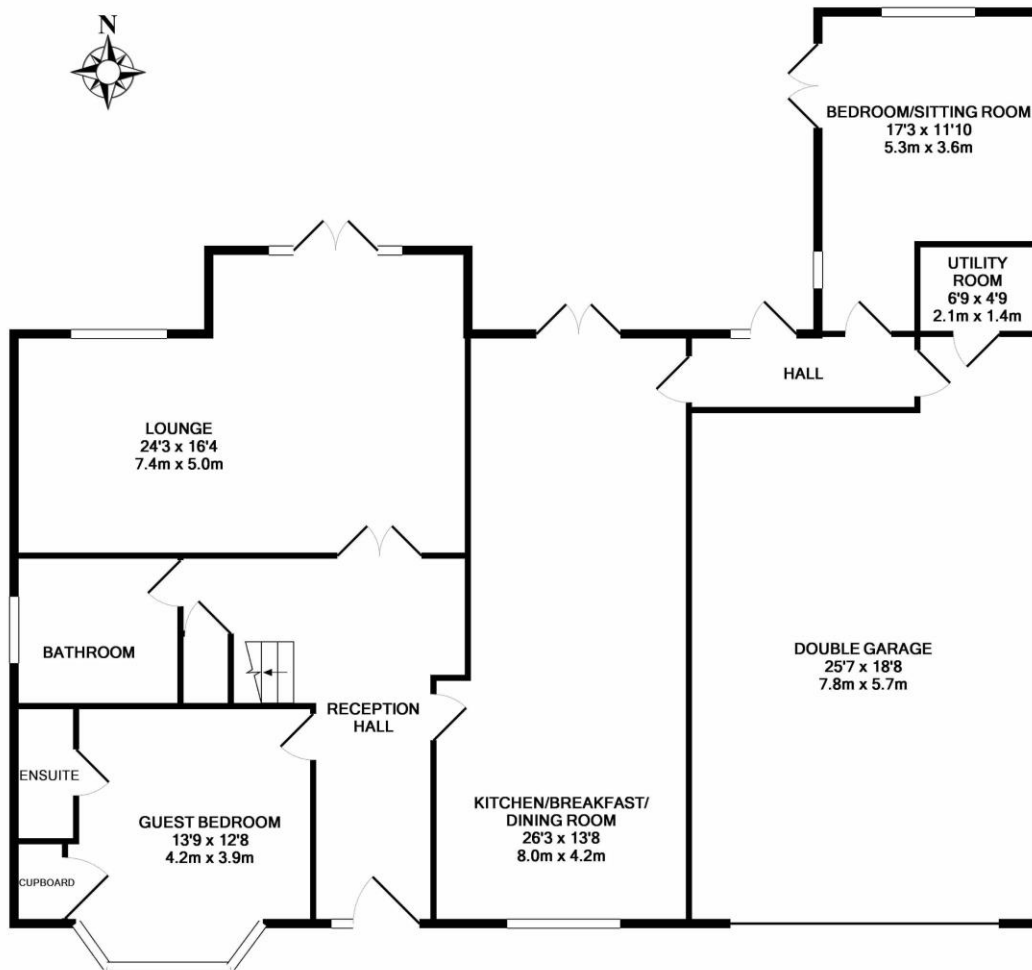 N
BEDROOM/SITTING ROOM
17'3 x 11'10
5.3m x 3.6m
UTILITY
ROOM
6'9 x 4'9
2.1m x 1.4m
HALL
LOUNGE
24'3 x 16'4
7.4m x 5.0m
BATHROOM
DOUBLE GARAGE
25'7 x 18'8
7.8m x 5.7m
RECEPTION
HALL
ENSUITE
KITCHEN/BREAKFAST/
DINING ROOM
26'3 x 13'8
8.0m x 4.2m
GUEST BEDROOM
13'9 x 12'8
4.2m x 3.9m
CUPBOARD